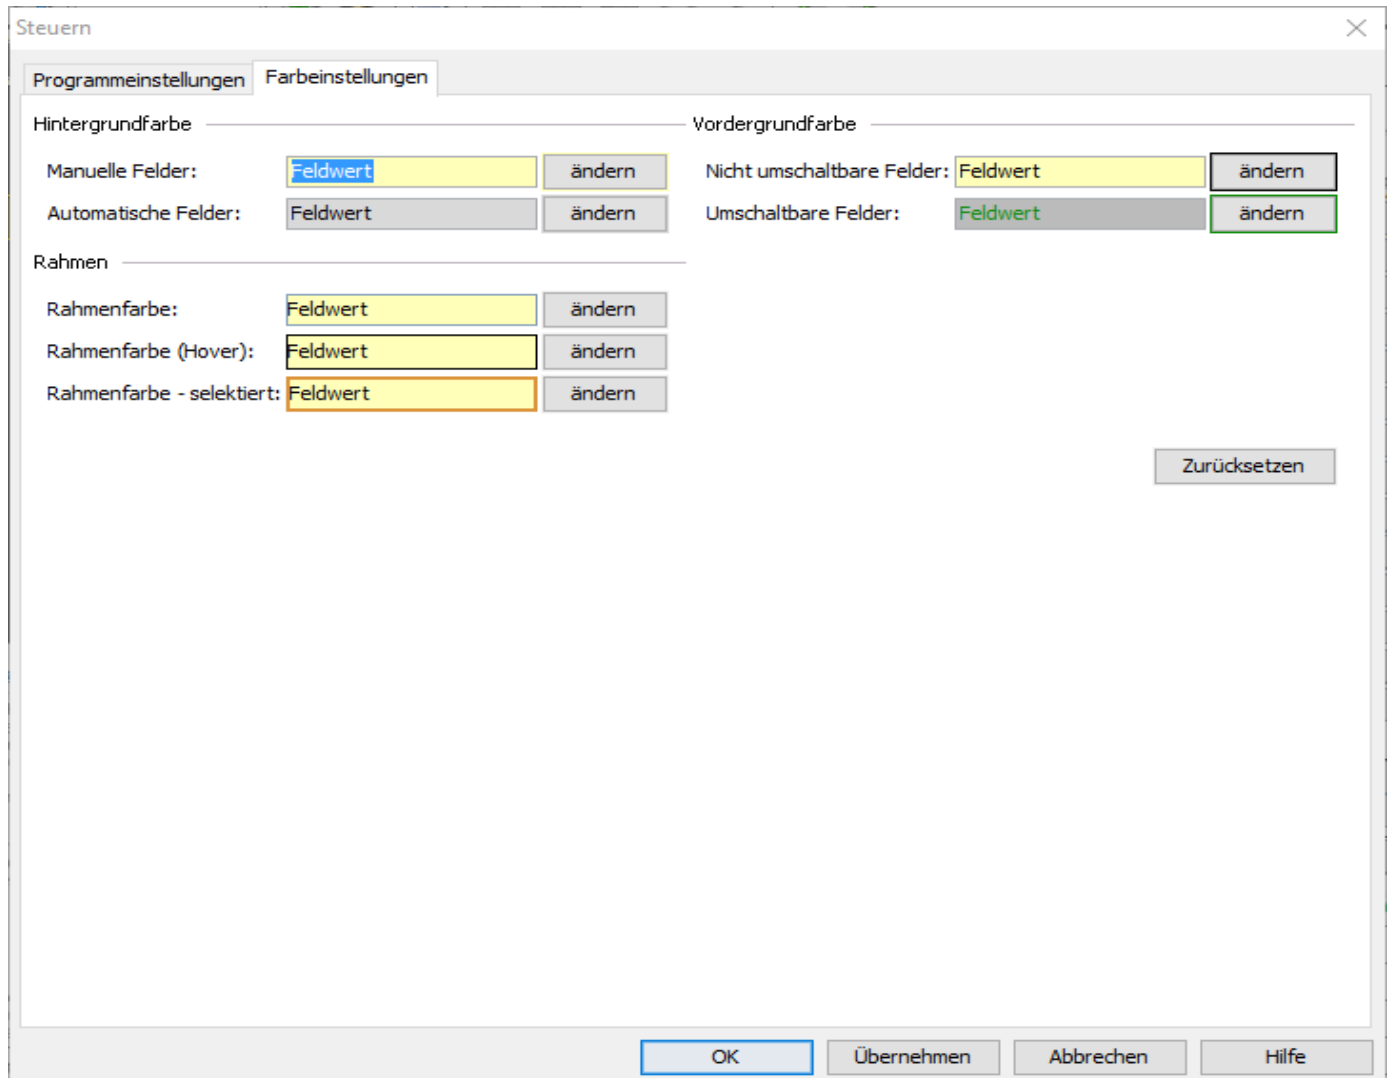 Steuern
Programmeinstellungen Farbeinstellungen
Hintergrundfarbe
Manuelle Felder: Feldwert ändern
Automatische Felder: Feldwert ändern
Rahmen
Rahmenfarbe: Feldwert ändern
Rahmenfarbe (Hover): Feldwert ändern
Rahmenfarbe - selektiert: Feldwert ändern
Vordergrundfarbe
Nicht umschaltbare Felder: Feldwert ändern
Umschaltbare Felder: Feldwert ändern
Zurücksetzen
OK Übernehmen Abbrechen Hilfe